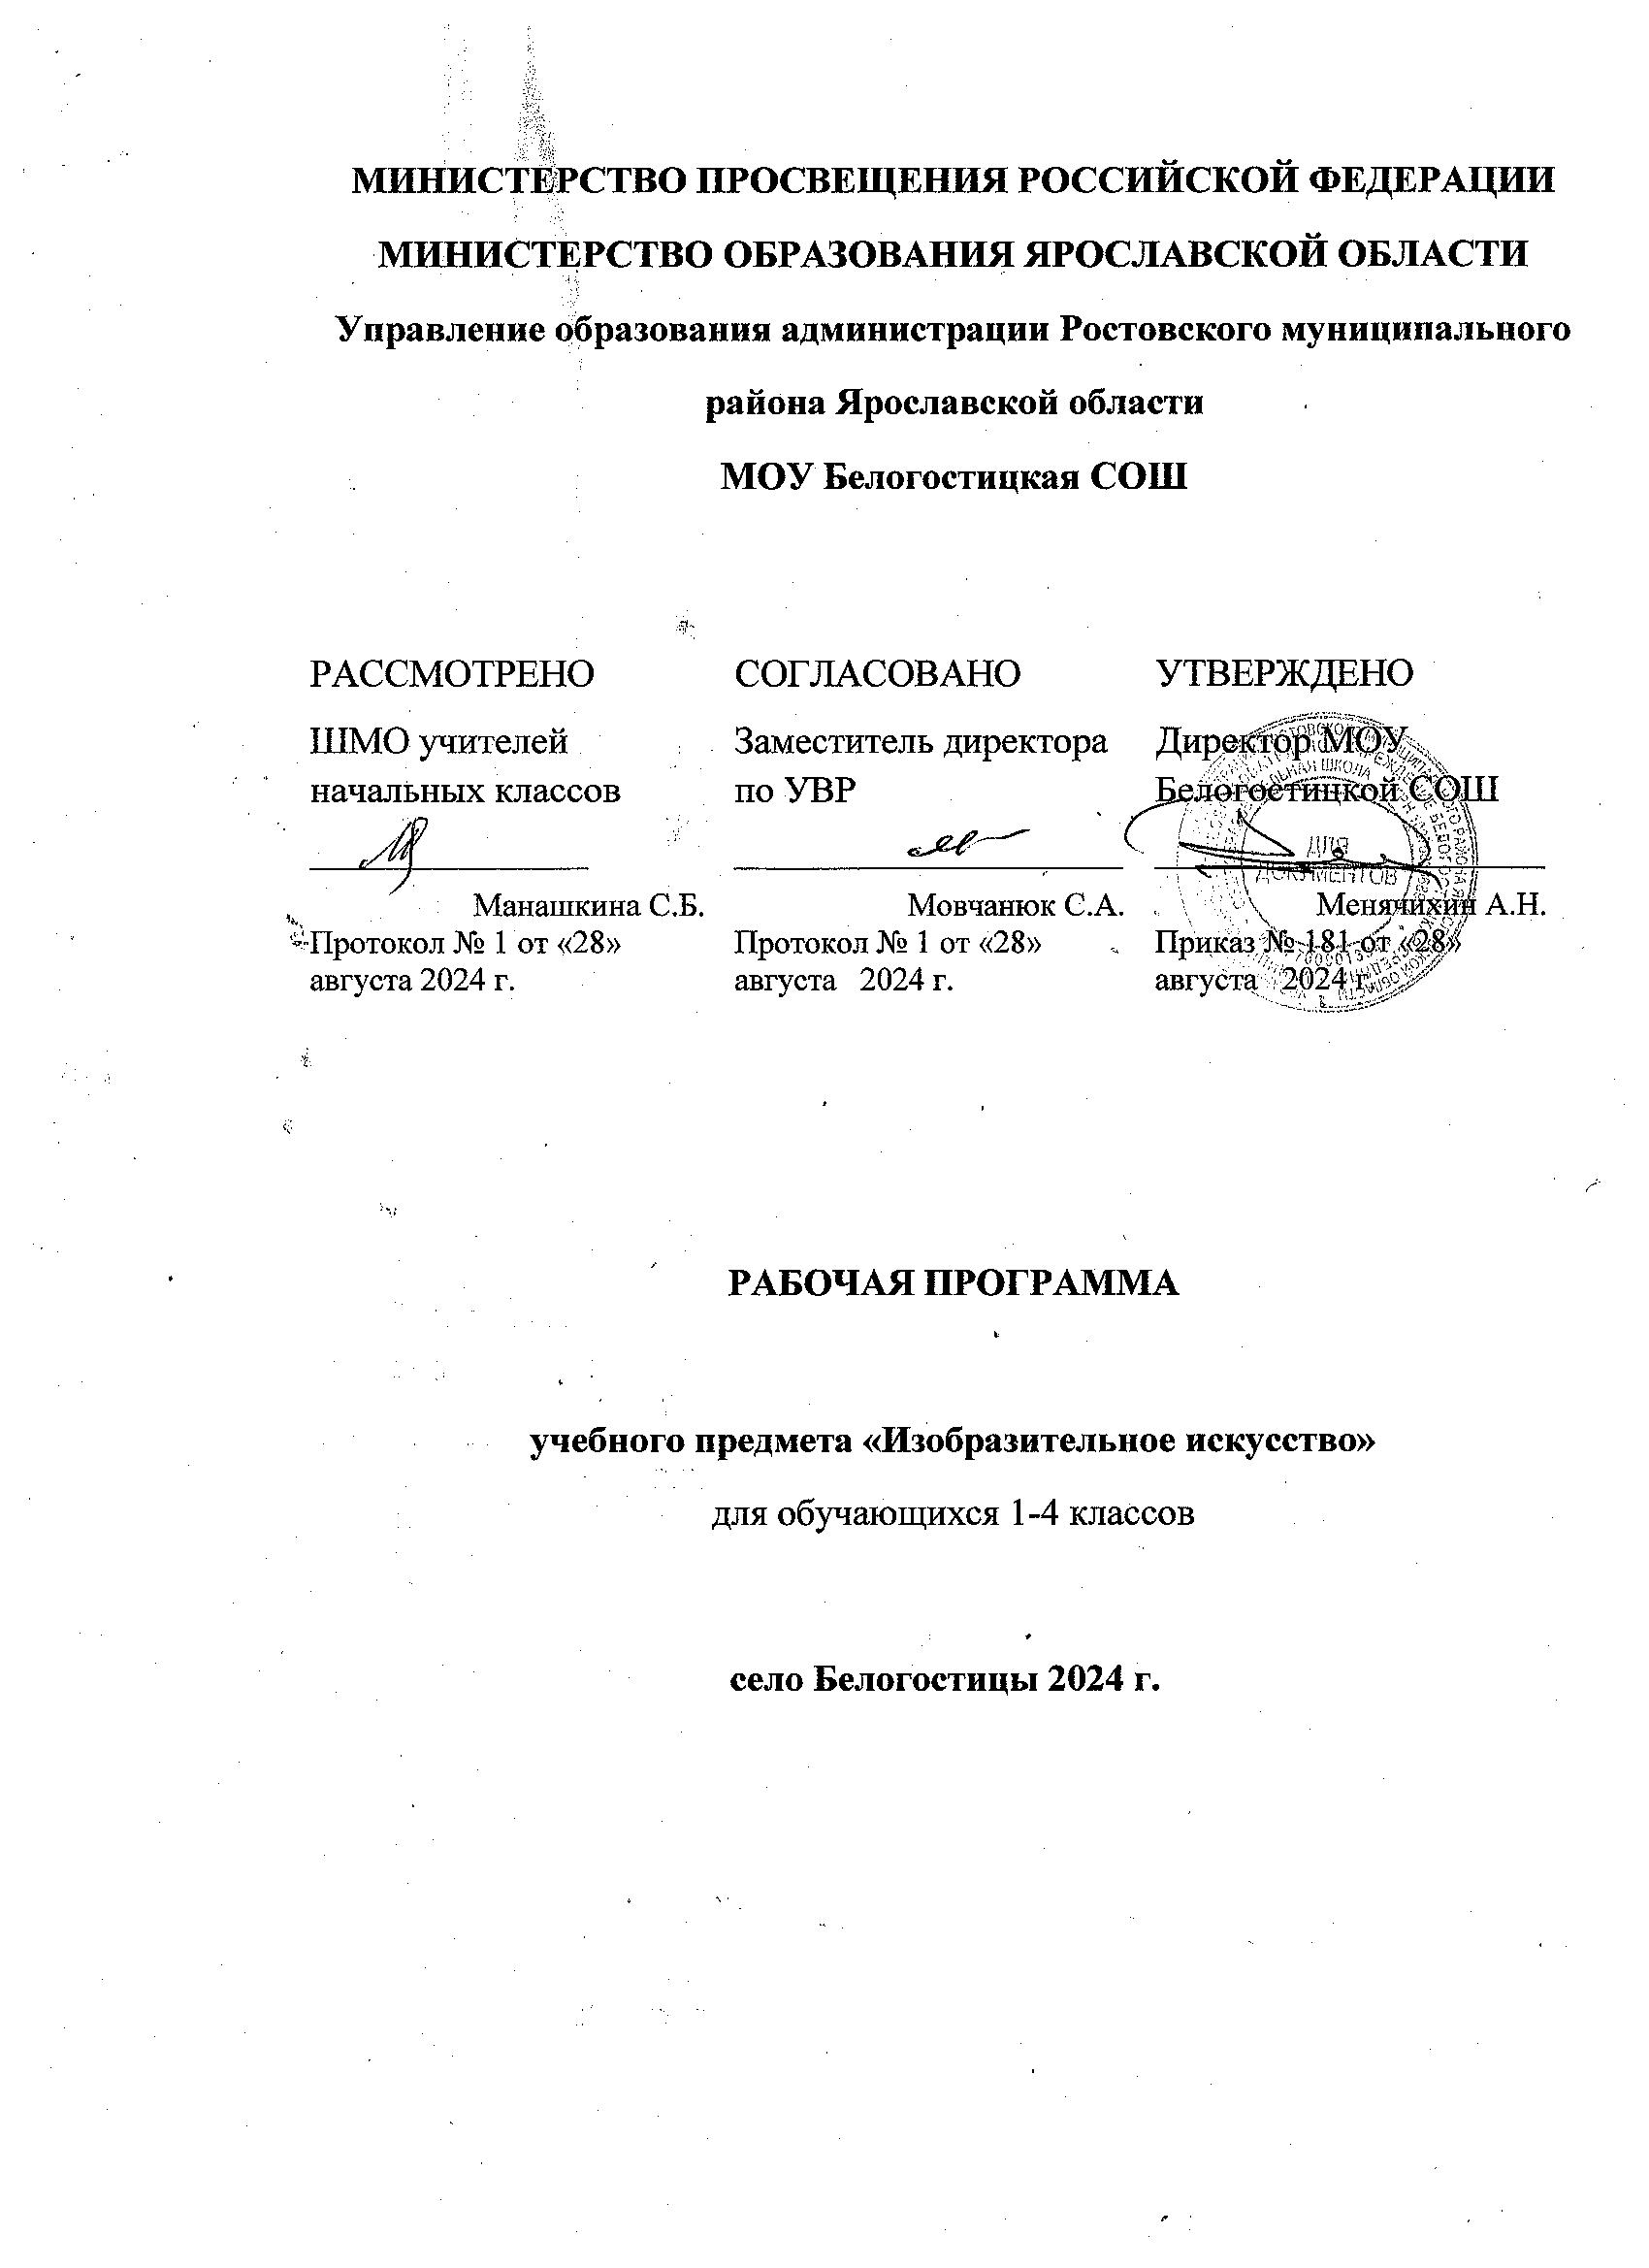 МИНИСТЕРСТВО ПРОСВЕЩЕНИЯ РОССИЙСКОЙ ФЕДЕРАЦИИ
МИНИСТЕРСТВО ОБРАЗОВАНИЯ ЯРОСЛАВСКОЙ ОБЛАСТИ
Управление образования администрации Ростовского муниципального
района Ярославской области
МОУ Белогостицкая СОШ
РАССМОТРЕНО
ШМО учителей
начальных классов
Манашкина С.Б.
Протокол № 1 от «28»
августа 2024 г.
СОГЛАСОВАНО
Заместитель директора
по УВР
Мовчанюк С.А.
Протокол № 1 от «28»
августа 2024 г.
УТВЕРЖДЕНО
Директор МОУ
Белогостицкой СОШ
Менячихин А.Н.
Приказ № 181 от «28»
августа 2024 г.
ДЛЯ
ДОКУМЕНТОВ
РАБОЧАЯ ПРОГРАММА
учебного предмета «Изобразительное искусство»
для обучающихся 1-4 классов
село Белогостицы 2024 г.